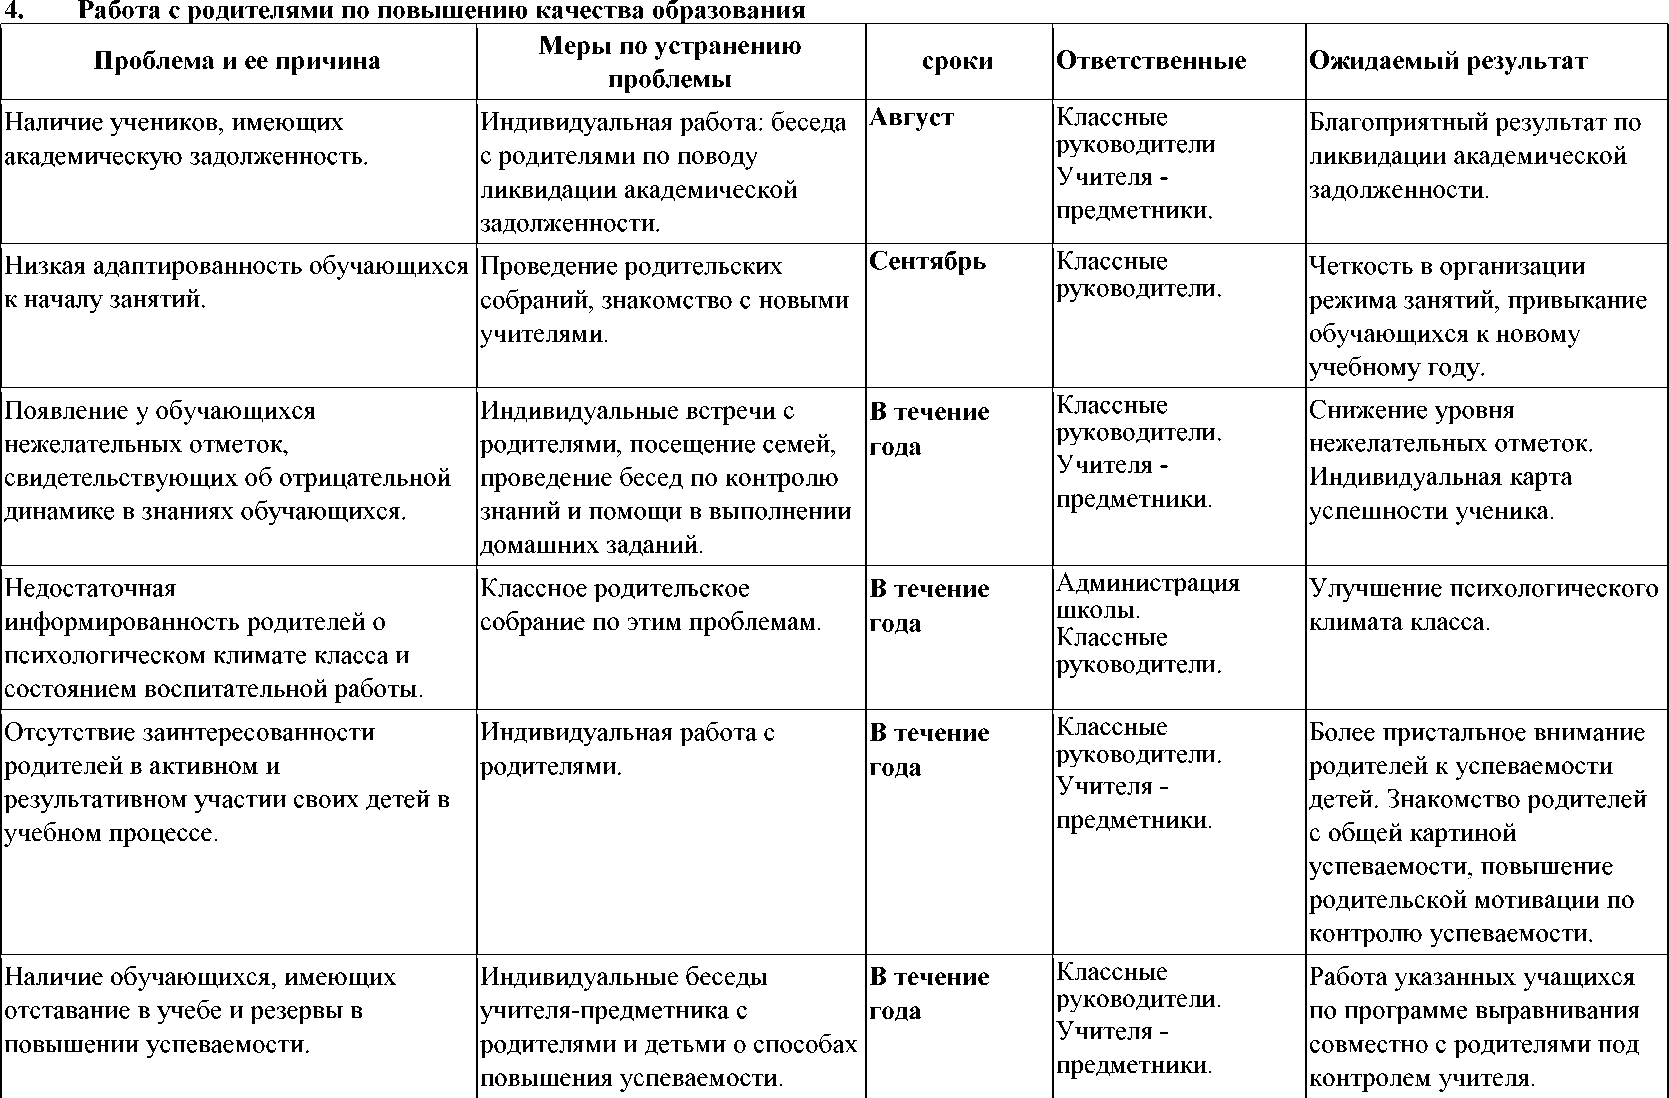 4. Работа с родителями по повышению качества образования
Проблема и ее причина
Меры по устранению
проблемы
сроки
Ответственные
Ожидаемый результат
Наличие учеников, имеющих
академическую задолженность.
Индивидуальная работа: беседа
с родителями по поводу
ликвидации академической
задолженности.
Август
Классные
руководители
Учителя -
предметники.
Благоприятный результат по
ликвидации академической
задолженности.
Низкая адаптированность обучающихся
к началу занятий.
Проведение родительских
собраний, знакомство с новыми
учителями.
Сентябрь
Классные
руководители.
Четкость в организации
режима занятий, привыкание
обучающихся к новому
учебному году.
Появление у обучающихся
нежелательных отметок,
свидетельствующих об отрицательной
динамике в знаниях обучающихся.
Индивидуальные встречи с
родителями, посещение семей,
проведение бесед по контролю
знаний и помощи в выполнении
домашних заданий.
В течение
года
Классные
руководители.
Учителя -
предметники.
Снижение уровня
нежелательных отметок.
Индивидуальная карта
успешности ученика.
Недостаточная
информированность родителей о
психологическом климате класса и
состоянием воспитательной работы.
Классное родительское
собрание по этим проблемам.
В течение
года
Администрация
школы.
Классные
руководители.
Улучшение психологического
климата класса.
Отсутствие заинтересованности
родителей в активном и
результативном участии своих детей в
учебном процессе.
Индивидуальная работа с
родителями.
В течение
года
Классные
руководители.
Учителя -
предметники.
Более пристальное внимание
родителей к успеваемости
детей. Знакомство родителей
с общей картиной
успеваемости, повышение
родительской мотивации по
контролю успеваемости.
Наличие обучающихся, имеющих
отставание в учебе и резервы в
повышении успеваемости.
Индивидуальные беседы
учителя-предметника с
родителями и детьми о способах
повышения успеваемости.
В течение
года
Классные
руководители.
Учителя -
предметники.
Работа указанных учащихся
по программе выравнивания
совместно с родителями под
контролем учителя.